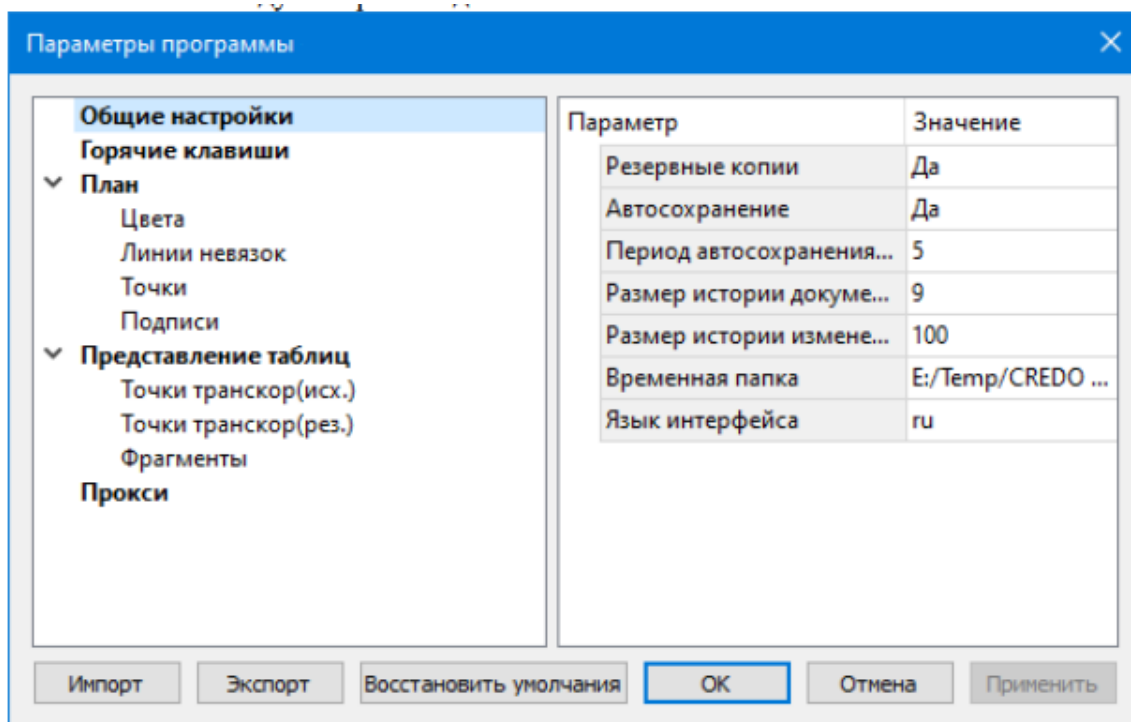 Параметры программы
Общие настройки
Горячие клавиши
План
Цвета
Линии невязок
Точки
Подписи
Представление таблиц
Точки транскор(исх.)
Точки транскор(рез.)
Фрагменты
Прокси
Параметр Значение
Резервные копии Да
Автосохранение Да
Период автосохранения... 5
Размер истории докуме... 9
Размер истории измене... 100
Временная папка E:/Temp/CREDO ...
Язык интерфейса ru
Импорт Экспорт Восстановить умолчания OK Отмена Применить